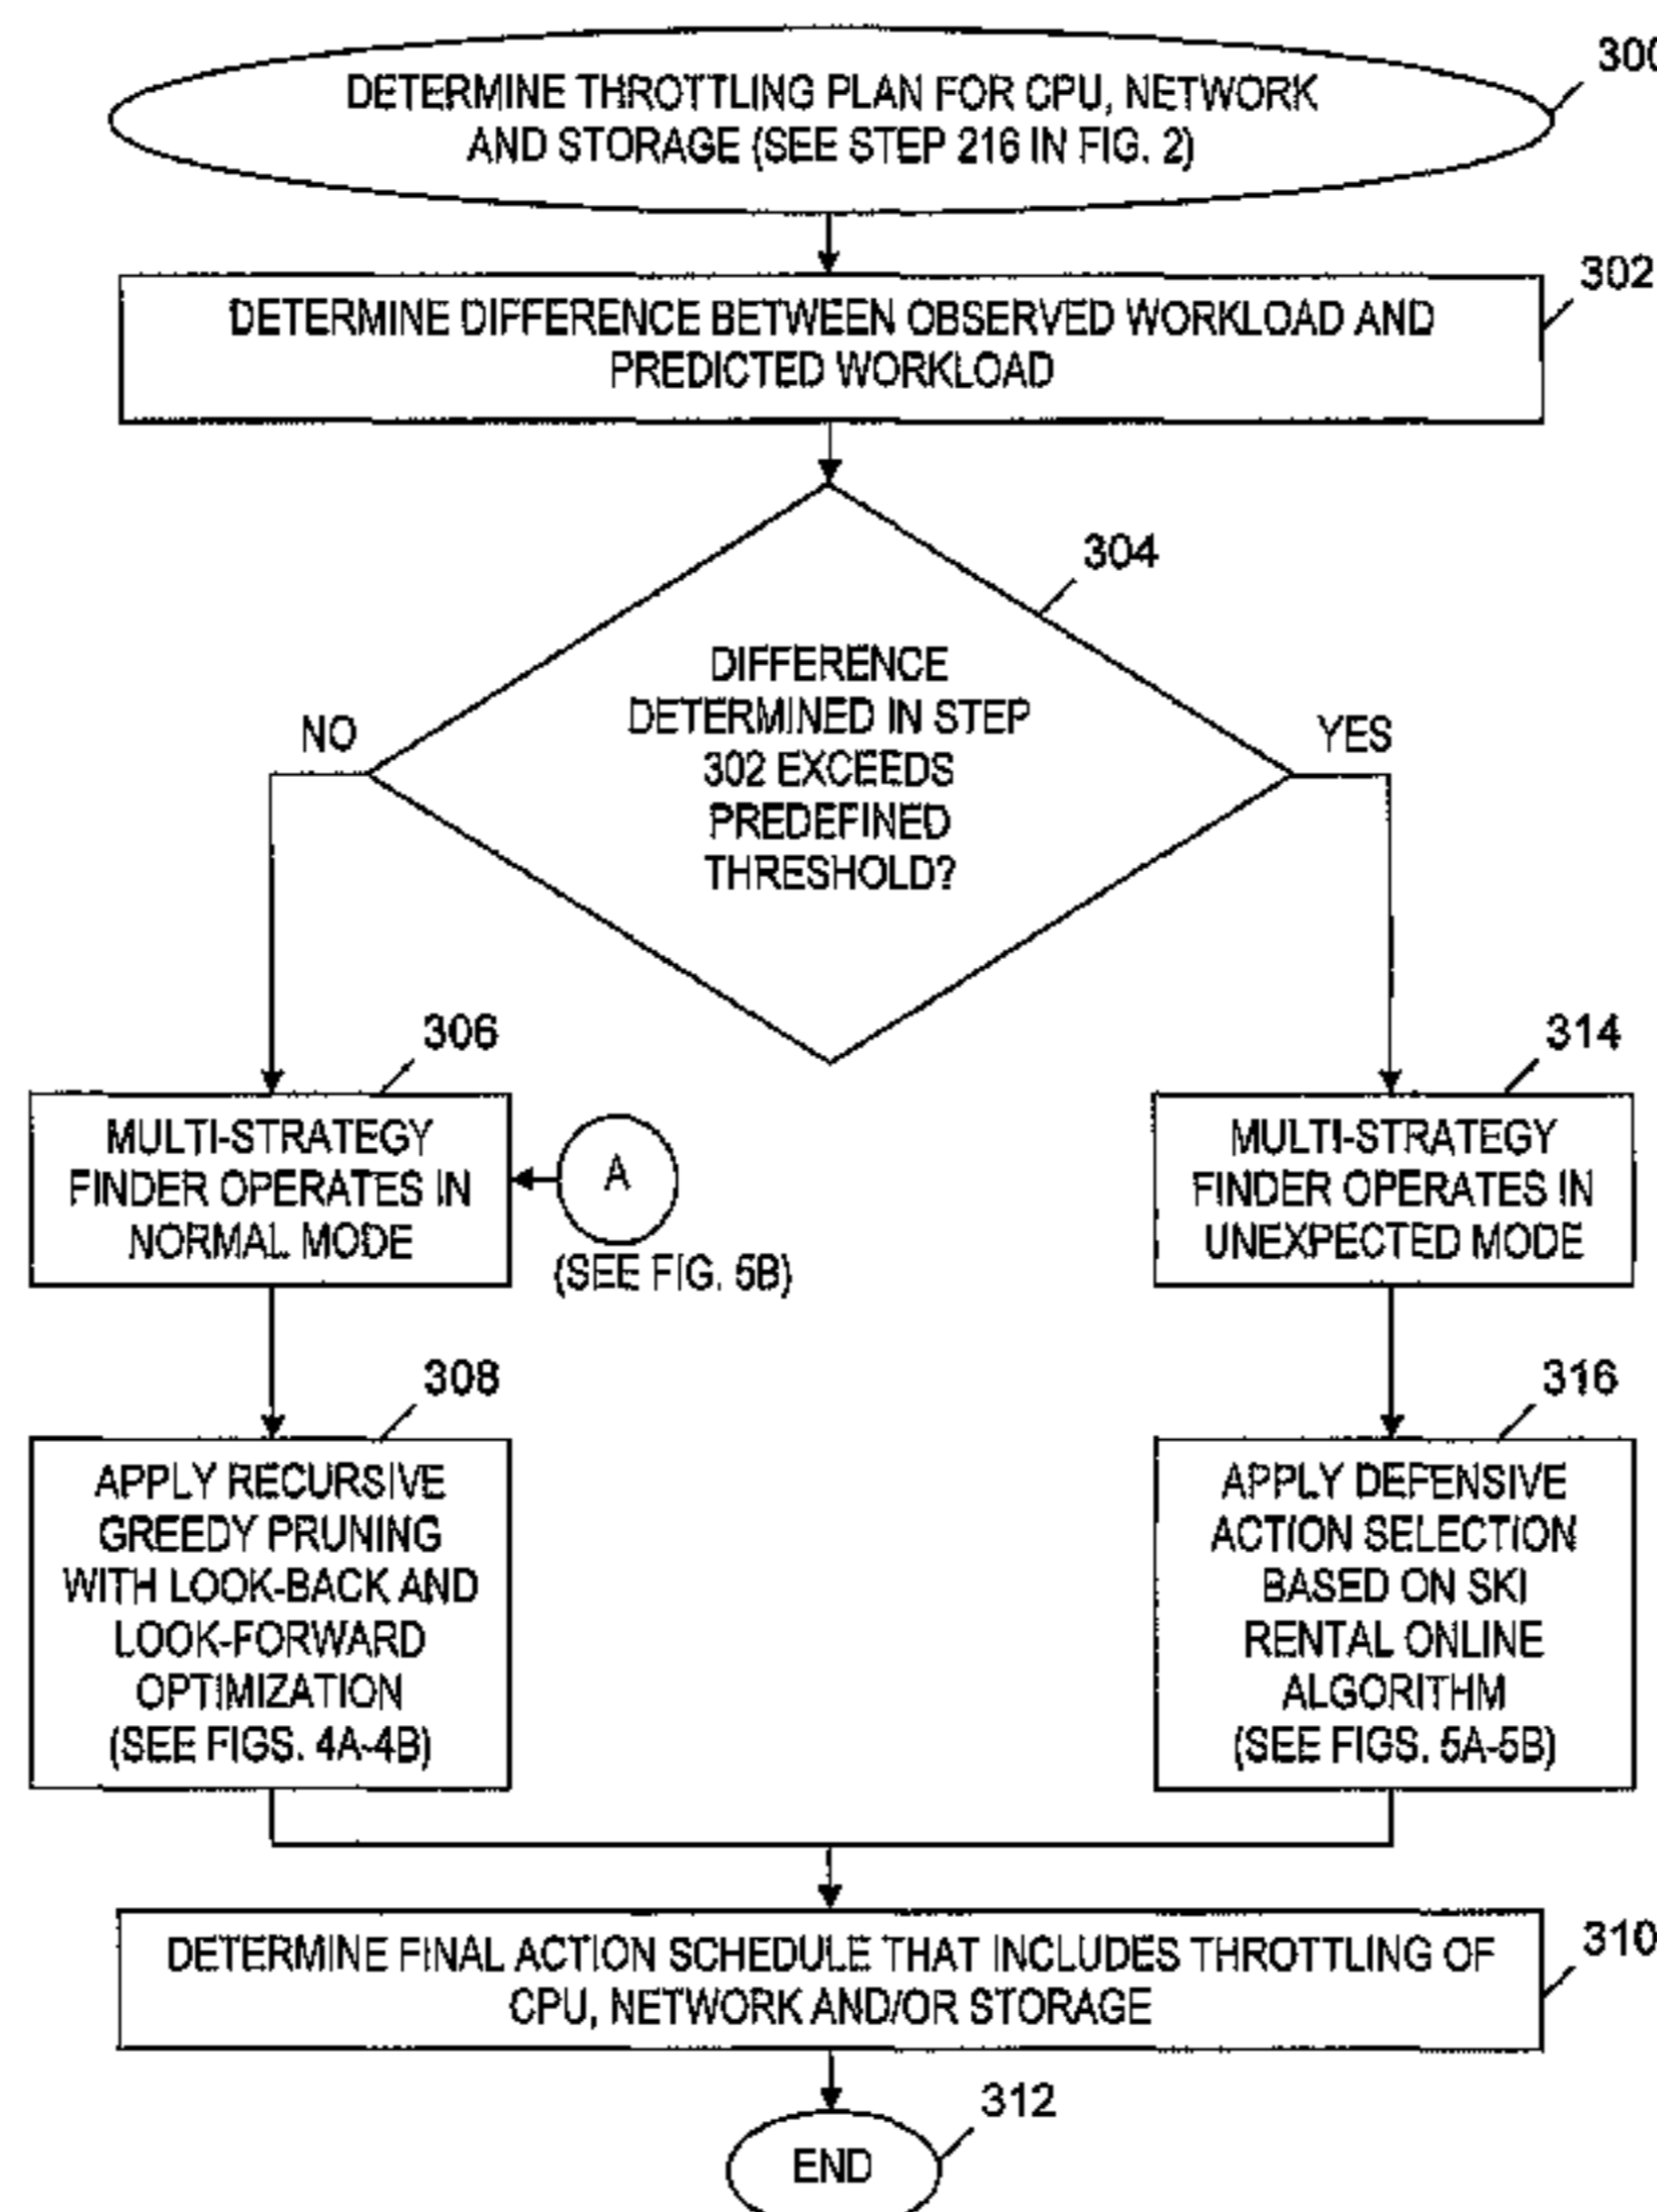 300
DETERMINE THROTTLING PLAN FOR CPU, NETWORK
AND STORAGE (SEE STEP 216 IN FIG. 2)
302
DETERMINE DIFFERENCE BETWEEN OBSERVED WORKLOAD AND
PREDICTED WORKLOAD
304
DIFFERENCE
DETERMINED IN STEP
302 EXCEEDS
PREDEFINED
THRESHOLD?
NO
YES
306
MULTI-STRATEGY
FINDER OPERATES IN
NORMAL MODE
A
(SEE FIG. 5B)
314
MULTI-STRATEGY
FINDER OPERATES IN
UNEXPECTED MODE
308
APPLY RECURSIVE
GREEDY PRUNING
WITH LOOK-BACK AND
LOOK-FORWARD
OPTIMIZATION
(SEE FIGS. 4A-4B)
316
APPLY DEFENSIVE
ACTION SELECTION
BASED ON SKI
RENTAL ONLINE
ALGORITHM
(SEE FIGS. 5A-5B)
310
DETERMINE FINAL ACTION SCHEDULE THAT INCLUDES THROTTLING OF
CPU, NETWORK AND/OR STORAGE
312
END